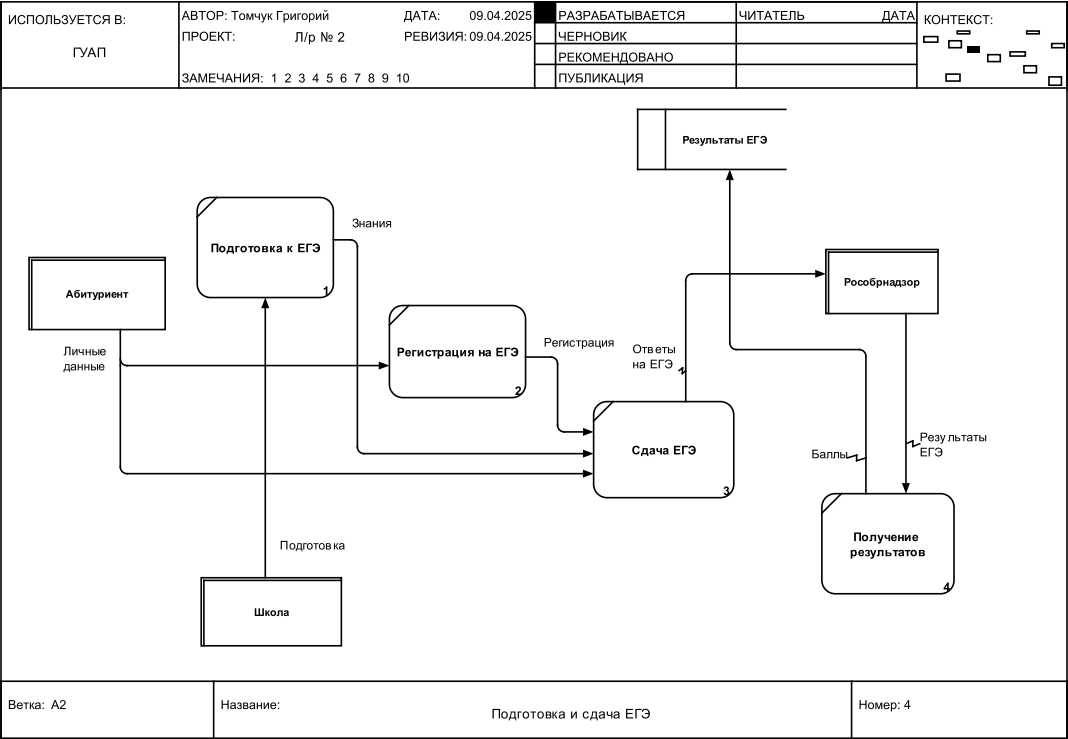 ИСПОЛЬЗУЕТСЯ В:
ГУАП
АВТОР: Томчук Григорий
ДАТА: 09.04.2025
ПРОЕКТ: Л/р № 2
РЕВИЗИЯ: 09.04.2025
ЗАМЕЧАНИЯ: 1 2 3 4 5 6 7 8 9 10
РАЗРАБАТЫВАЕТСЯ
ЧЕРНОВИК
РЕКОМЕНДОВАНО
ПУБЛИКАЦИЯ
ЧИТАТЕЛЬ ДАТА
КОНТЕКСТ:
Результаты ЕГЭ
Подготовка к ЕГЭ
1
Знания
Абитуриент
Рособрнадзор
Личные
данные
Регистрация на ЕГЭ
2
Регистрация
Ответы
на ЕГЭ
Сдача ЕГЭ
3
Баллы
Результаты
ЕГЭ
Получение
результатов
4
Подготовка
Школа
Ветка: A2
Название:
Подготовка и сдача ЕГЭ
Номер: 4